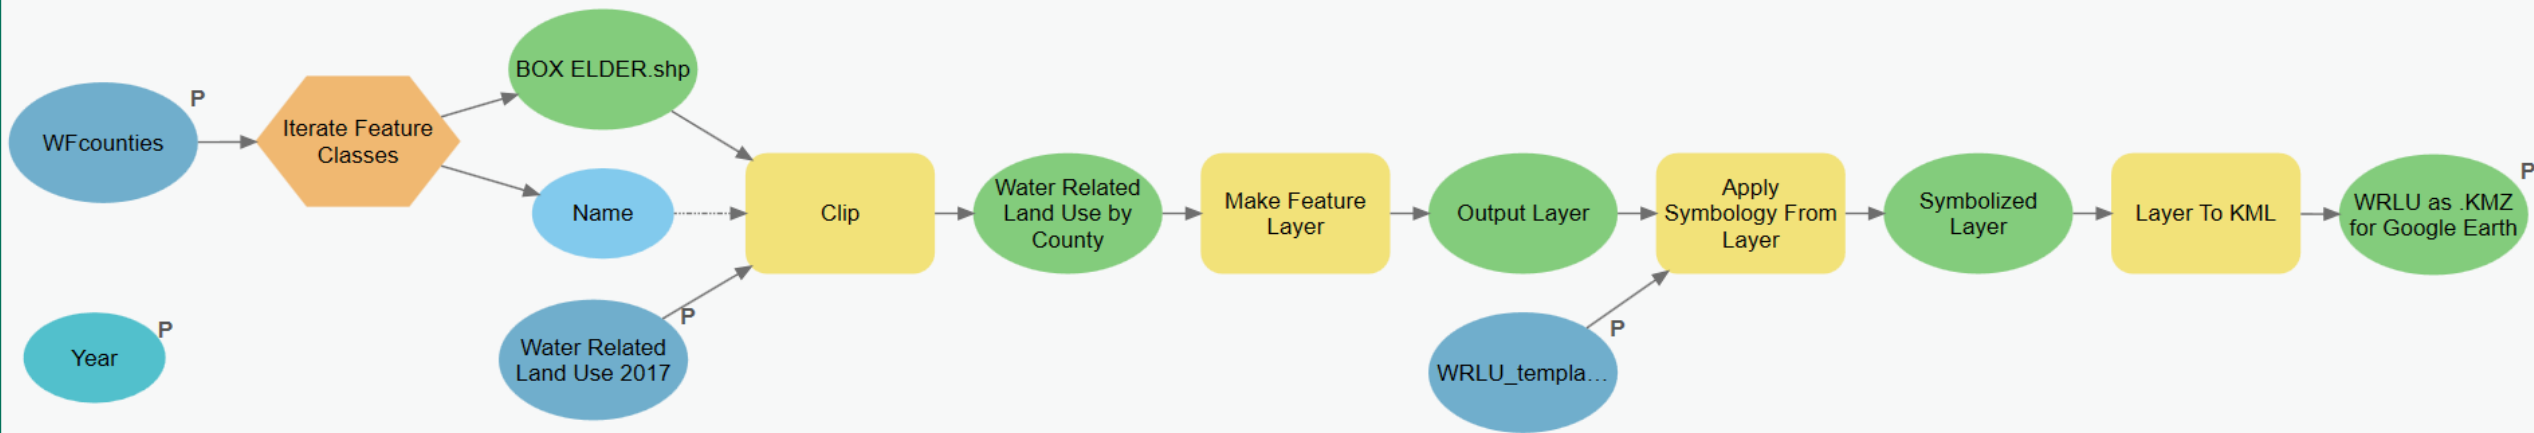 WFcounties
P
Iterate Feature
Classes
BOX ELDER.shp
Name
Year
P
Water Related
Land Use 2017
P
Clip
Water Related
Land Use by
County
Make Feature
Layer
Output Layer
WRLU_templa...
P
Apply
Symbology From
Layer
Symbolized
Layer
Layer To KML
WRLU as .KMZ
for Google Earth
P